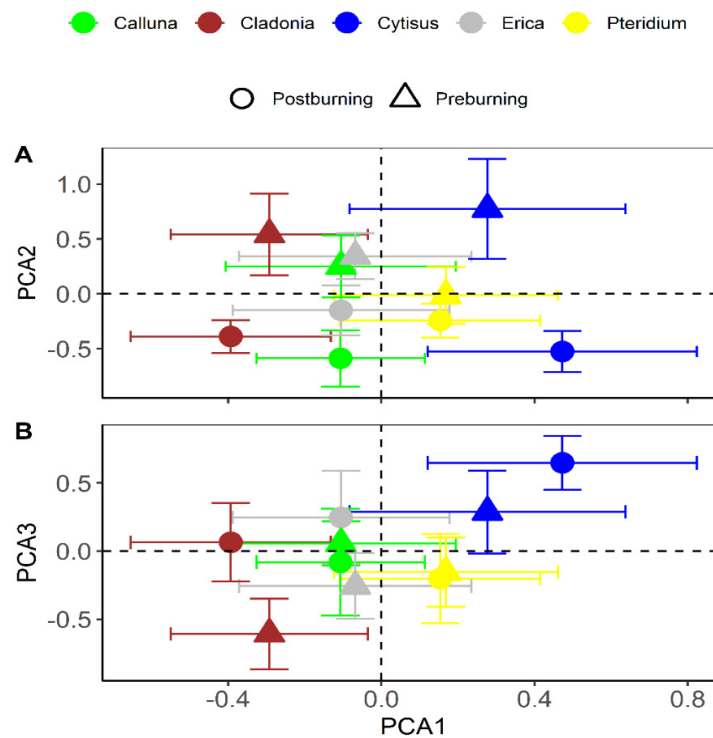 Calluna Cladonia Cytisus Erica Pteridium
Postburning Preburning
A
1.0
0.5
0.0
-0.5
PCA2
B
0.5
0.0
-0.5
PCA3
-0.4 0.0 0.4 0.8
PCA1